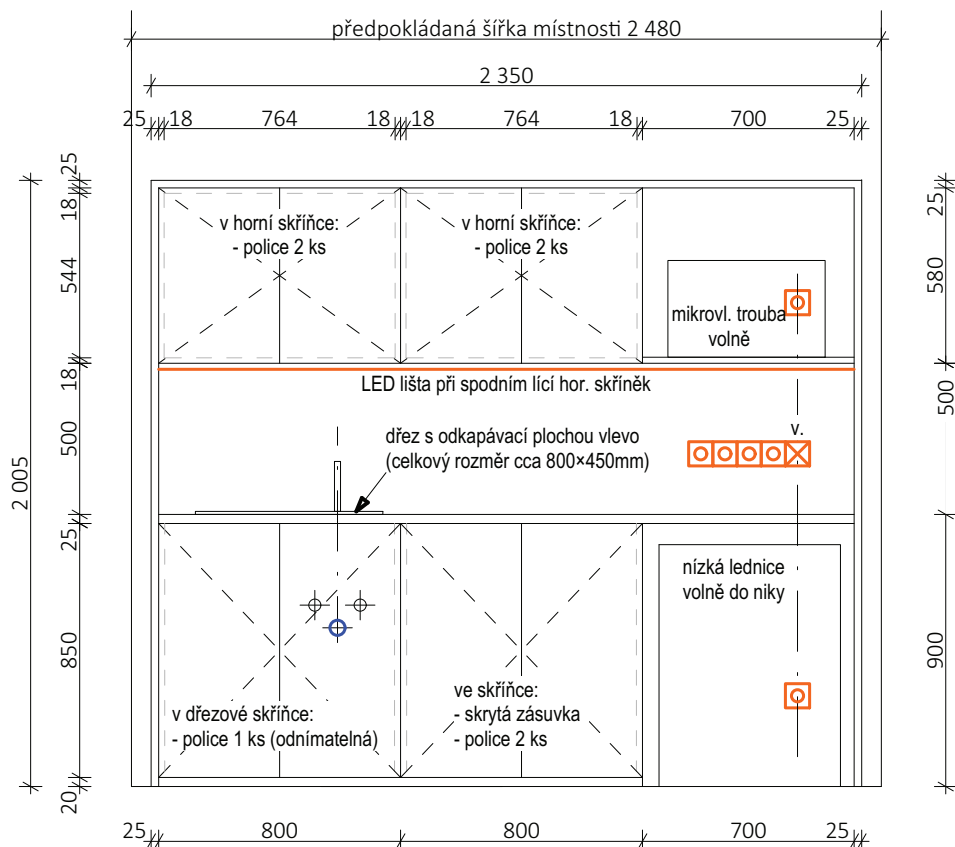 předpokládaná šířka místnosti 2 480
2 350
25 18 764 18 18 764 18 700 25
25
18
544
18
500
25
850
20
2 005
25
580
500
900
v horní skříňce:
- police 2 ks
v horní skříňce:
- police 2 ks
mikrovl. trouba
volně
LED lišta při spodním lící hor. skříněk
dřez s odkapávací plochou vlevo
(celkový rozměr cca 800×450mm)
v.
nízká lednice
volně do niky
v dřezové skříňce:
- police 1 ks (odnímatelná)
ve skříňce:
- skrytá zásuvka
- police 2 ks
25 800 800 700 25